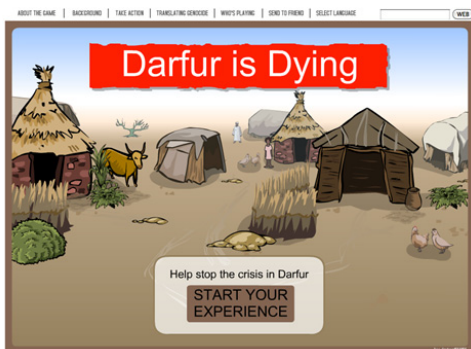 ABOUT THE GAME | BACKGROUND | TAKE ACTION | TRANSLATING GENOCIDE | WHO'S PLAYING | SEND TO FRIEND | SELECT LANGUAGE
WEB
Darfur is Dying
Help stop the crisis in Darfur
START YOUR
EXPERIENCE